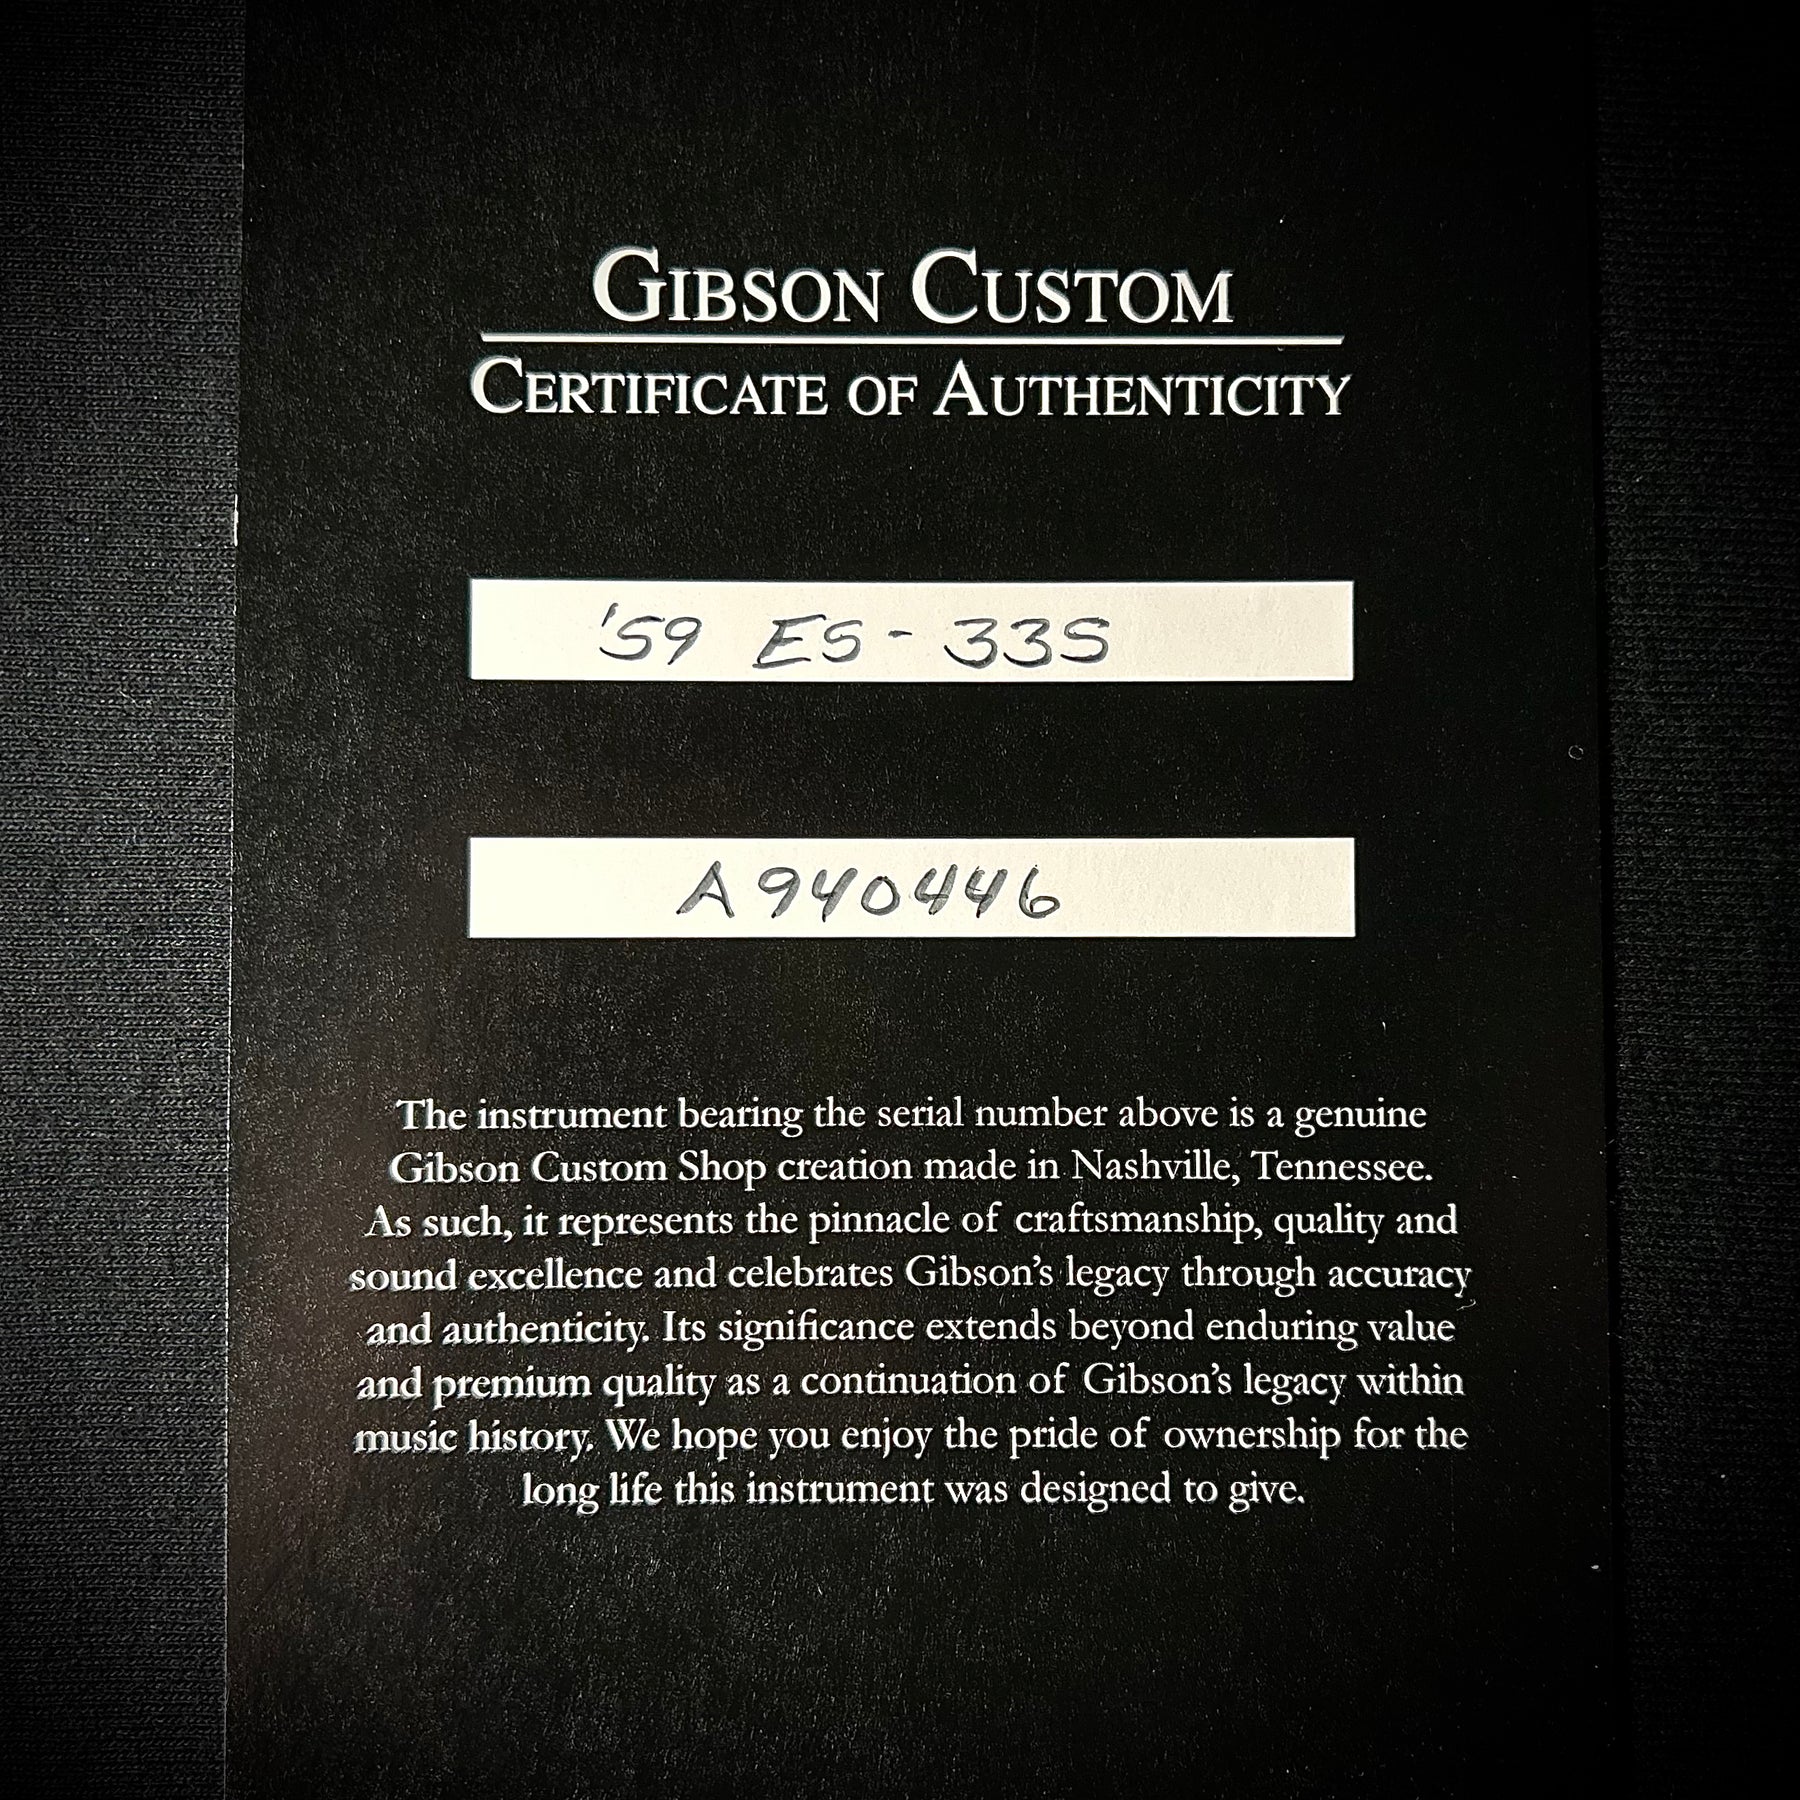 GIBSON CUSTOM
CERTIFICATE OF AUTHENTICITY
'59 ES-335
A940446
The instrument bearing the serial number above is a genuine
Gibson Custom Shop creation made in Nashville, Tennessee.
As such, it represents the pinnacle of craftsmanship, quality and
sound excellence and celebrates Gibson's legacy through accuracy
and authenticity. Its significance extends beyond enduring value
and premium quality as a continuation of Gibson's legacy within
music history. We hope you enjoy the pride of ownership for the
long life this instrument was designed to give.